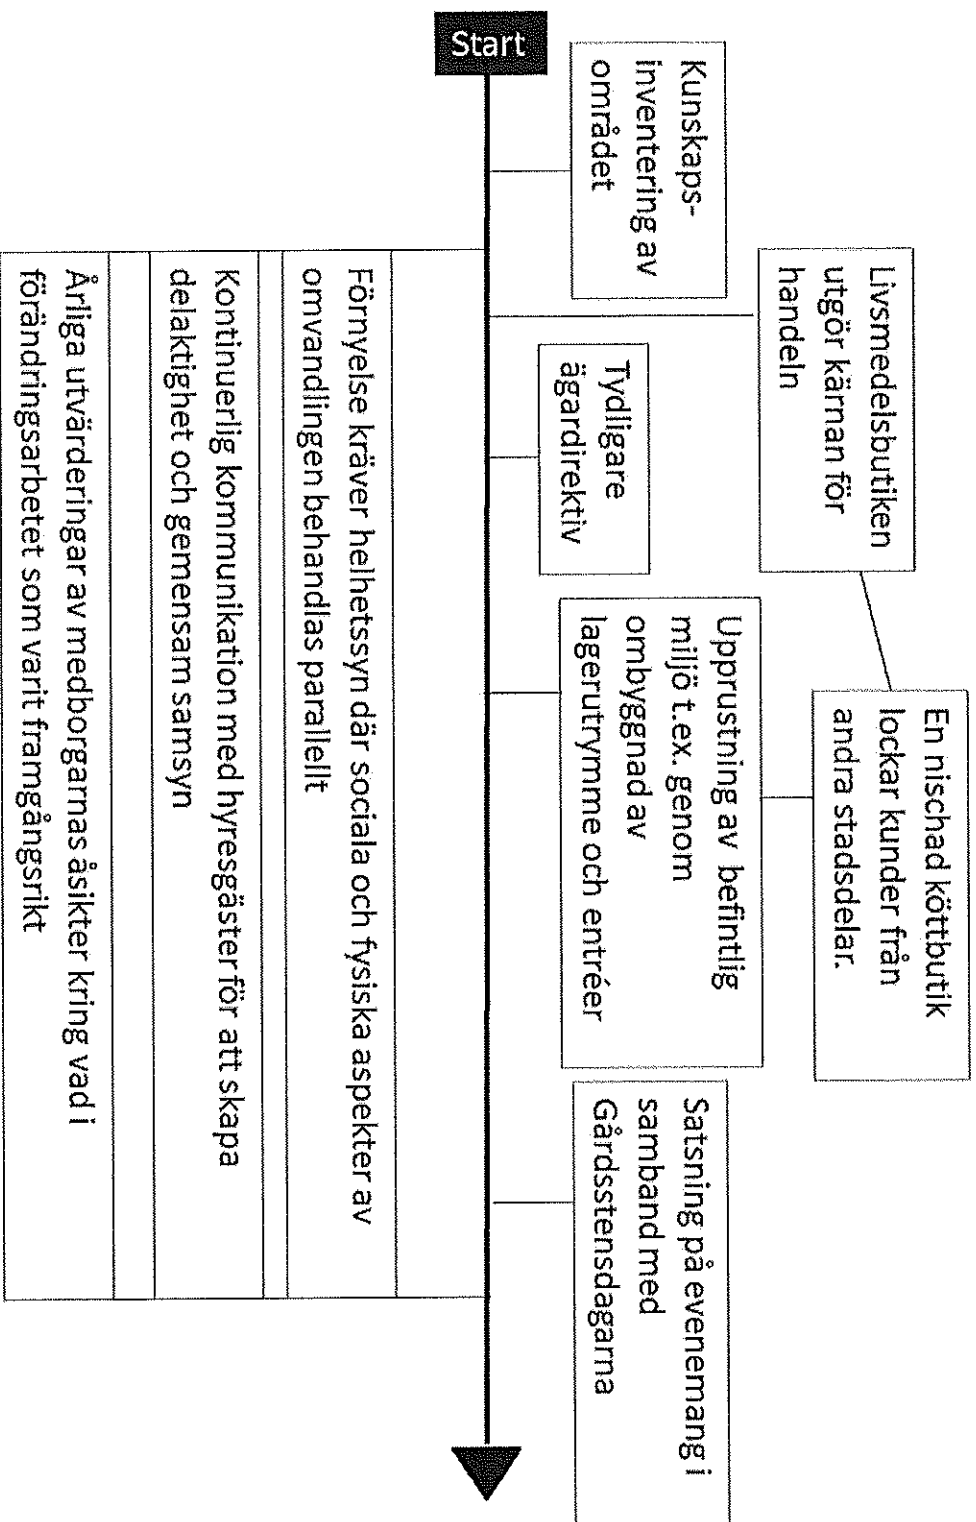 Start
Kunskaps-
inventering av
området
Livsmedelsbutiken
utgör kärnan för
handeln
Tydligare
ägardirektiv
En nischad köttbutik
lockar kunder från
andra stadsdelar.
Upprustning av befintlig
miljö t.ex. genom
ombyggnad av
lagerutrymme och entréer
Satsning på evenemang i
samband med
Gårdsstensdagarna
Förnyelse kräver helhetssyn där sociala och fysiska aspekter av
omvandlingen behandlas parallellt
Kontinuerlig kommunikation med hyresgäster för att skapa
delaktighet och gemensam samsyn
Årliga utvärderingar av medborgarnas åsikter kring vad i
förändringsarbetet som varit framgångsrikt